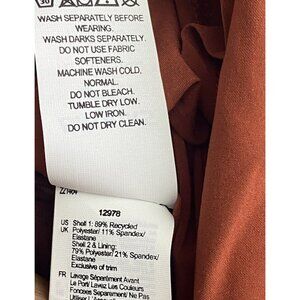 30
WASH SEPARATELY BEFORE
WEARING.
WASH DARKS SEPARATELY.
DO NOT USE FABRIC
SOFTENERS.
MACHINE WASH COLD,
NORMAL.
DO NOT BLEACH.
TUMBLE DRY LOW.
LOW IRON.
DO NOT DRY CLEAN.
12978
US Shell 1: 89% Recycled
UK Polyester/ 11% Spandex/
Elastane
Shell 2 & Lining:
79% Polyester/ 21% Spandex/
Elastane
Exclusive of trim
FR Lavage Séparément Avant
Le Port/ Lavez Les Couleurs
Foncées Séparément/ Ne
Pas Utiliser